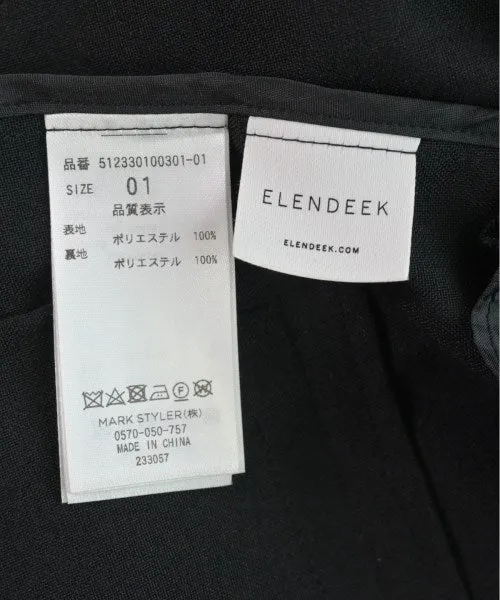 品番 512330100301-01
SIZE 01
品質表示
表地 ポリエステル 100%
裏地 ポリエステル 100%
MARK STYLER(株)
0570-050-757
MADE IN CHINA
233057
ELENDEEK
ELENDEEK.COM